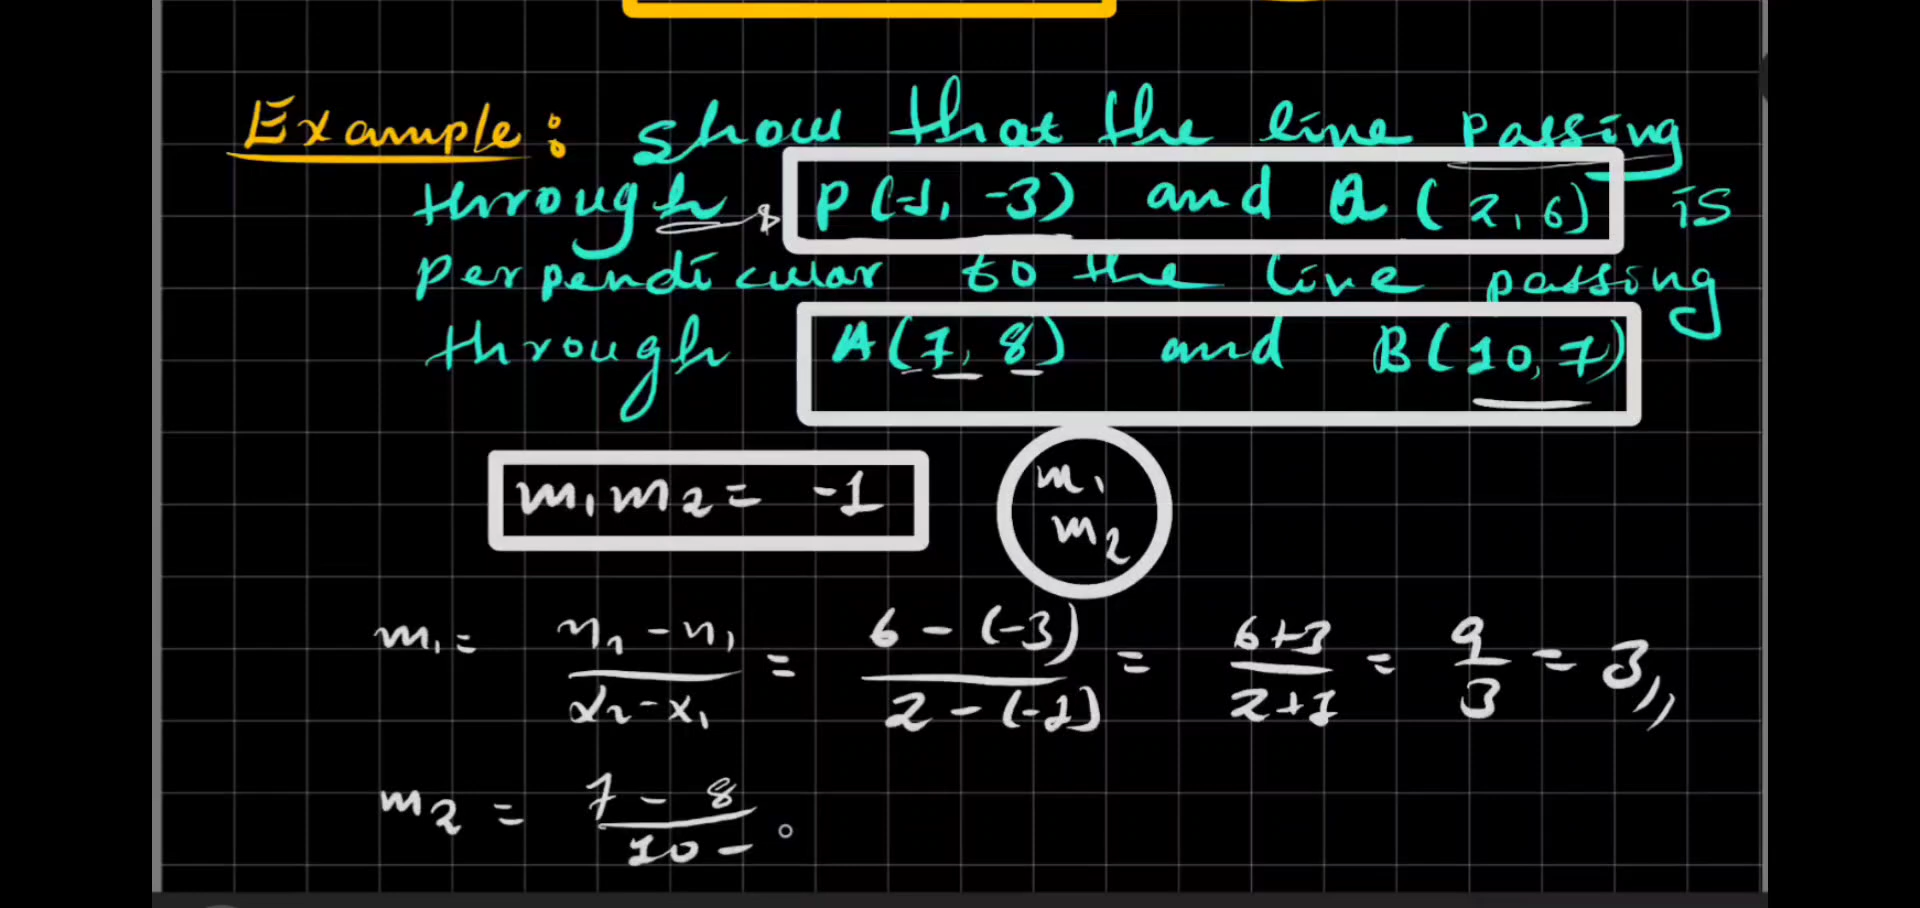 Example: show that the line passing
through P(-1, -3) and Q(2, 6) is
perpendicular to the line passing
through A(7, 8) and B(10, 7)
m₁m₂ = -1
m₁
m₂
m₁ = (y₂ - y₁)/(x₂ - x₁) = (6 - (-3))/(2 - (-1)) = (6+3)/(2+1) = 9/3 = 3,,
m₂ = (7 - 8)/(10 -